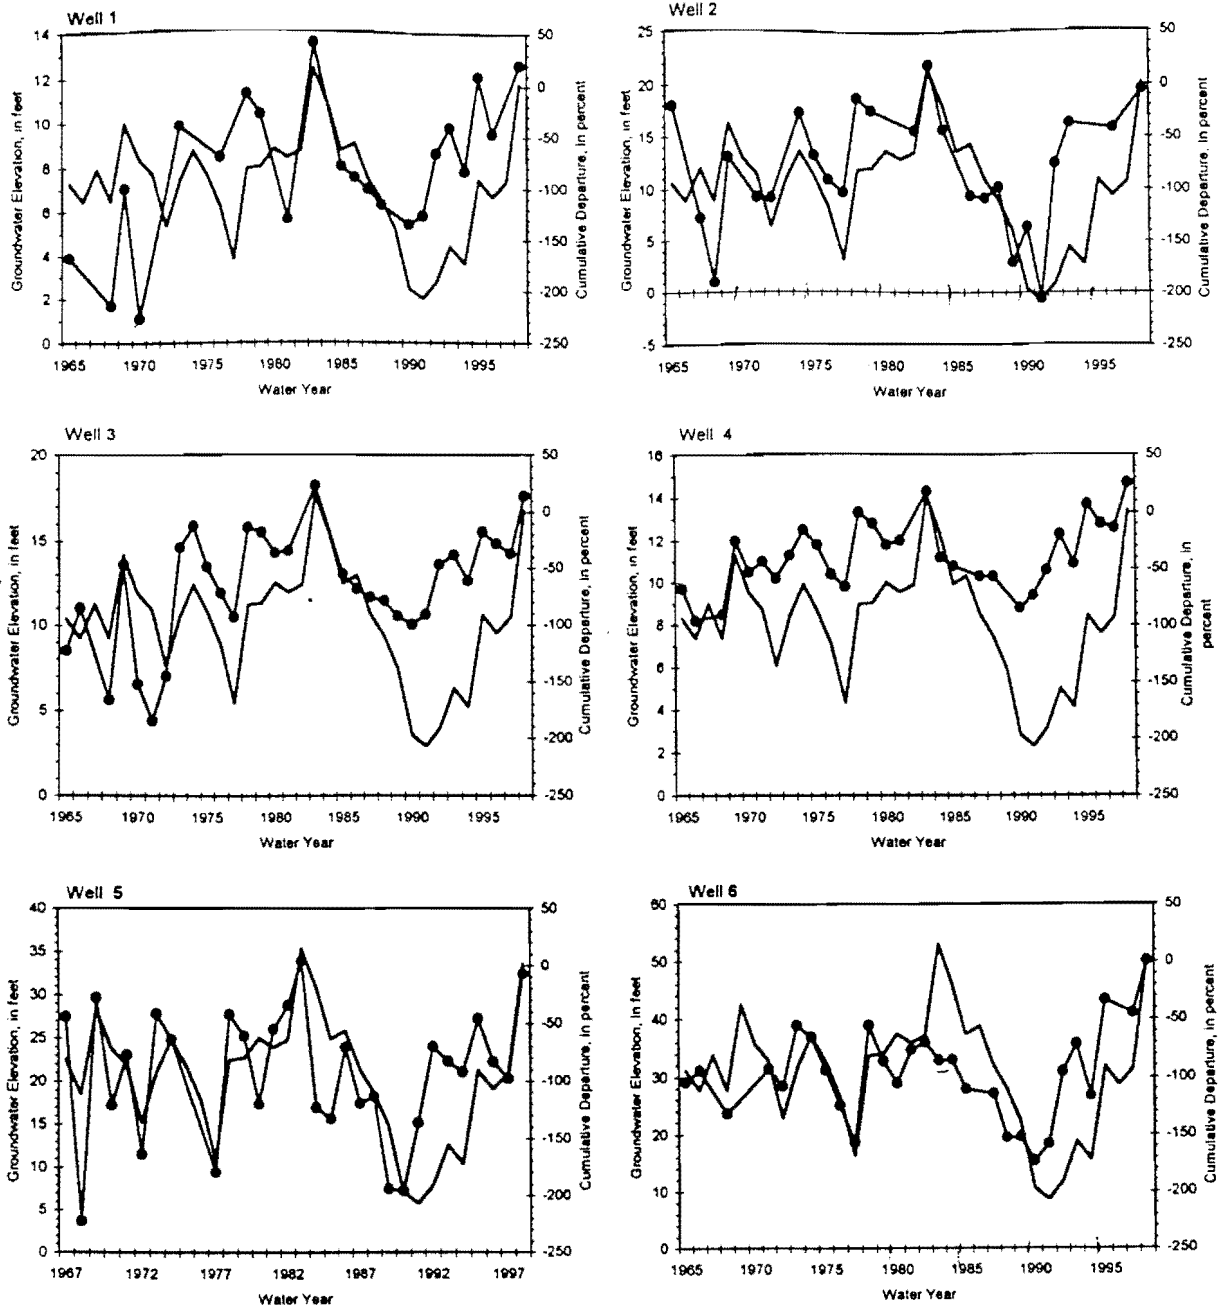 Well 1
14
12
10
8
6
4
2
0
50
0
-50
-100
-150
-200
-250
Groundwater Elevation, in feet
Cumulative Departure, in percent
1965 1970 1975 1980 1985 1990 1995
Water Year
Well 2
25
20
15
10
5
0
-5
50
0
-50
-100
-150
-200
-250
Groundwater Elevation, in feet
Cumulative Departure, in percent
1965 1970 1975 1980 1985 1990 1995
Water Year
Well 3
20
15
10
5
0
50
0
-50
-100
-150
-200
-250
Groundwater Elevation, in feet
Cumulative Departure, in percent
1965 1970 1975 1980 1985 1990 1995
Water Year
Well 4
16
14
12
10
8
6
4
2
0
50
0
-50
-100
-150
-200
-250
Groundwater Elevation, in feet
Cumulative Departure, in
percent
1965 1970 1975 1980 1985 1990 1995
Water Year
Well 5
40
35
30
25
20
15
10
5
0
50
0
-50
-100
-150
-200
-250
Groundwater Elevation, in feet
Cumulative Departure, in percent
1967 1972 1977 1982 1987 1992 1997
Water Year
Well 6
60
50
40
30
20
10
0
50
0
-50
-100
-150
-200
-250
Groundwater Elevation, in feet
Cumulative Departure, in percent
1965 1970 1975 1980 1985 1990 1995
Water Year